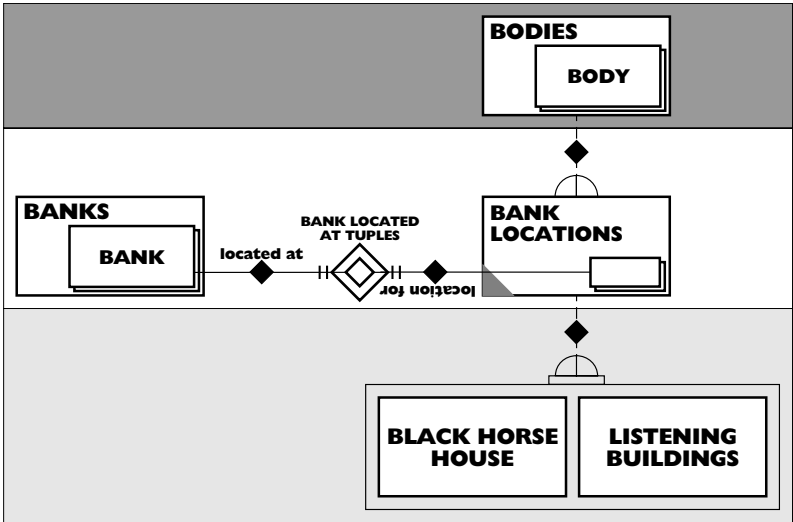 BODIES
BODY
BANKS
BANK
located at
BANK LOCATED
AT TUPLES
location for
BANK
LOCATIONS
BLACK HORSE
HOUSE
LISTENING
BUILDINGS